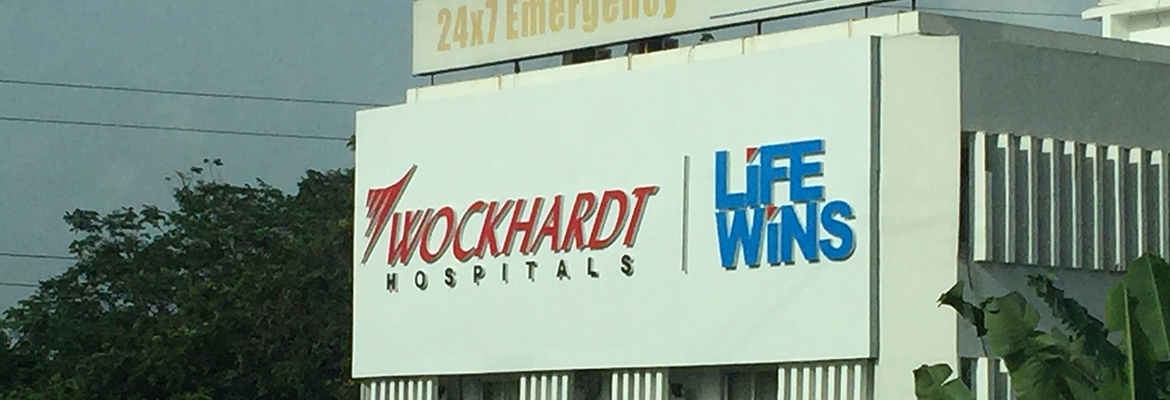 24x7 Emergency
WOCKHARDT
HOSPITALS
LiFE
WiNS